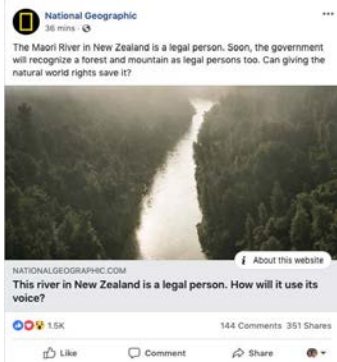 National Geographic
36 mins ·
The Maori River in New Zealand is a legal person. Soon, the government
will recognize a forest and mountain as legal persons too. Can giving the
natural world rights save it?
i About this website
NATIONALGEOGRAPHIC.COM
This river in New Zealand is a legal person. How will it use its
voice?
1.5K 144 Comments 351 Shares
Like Comment Share